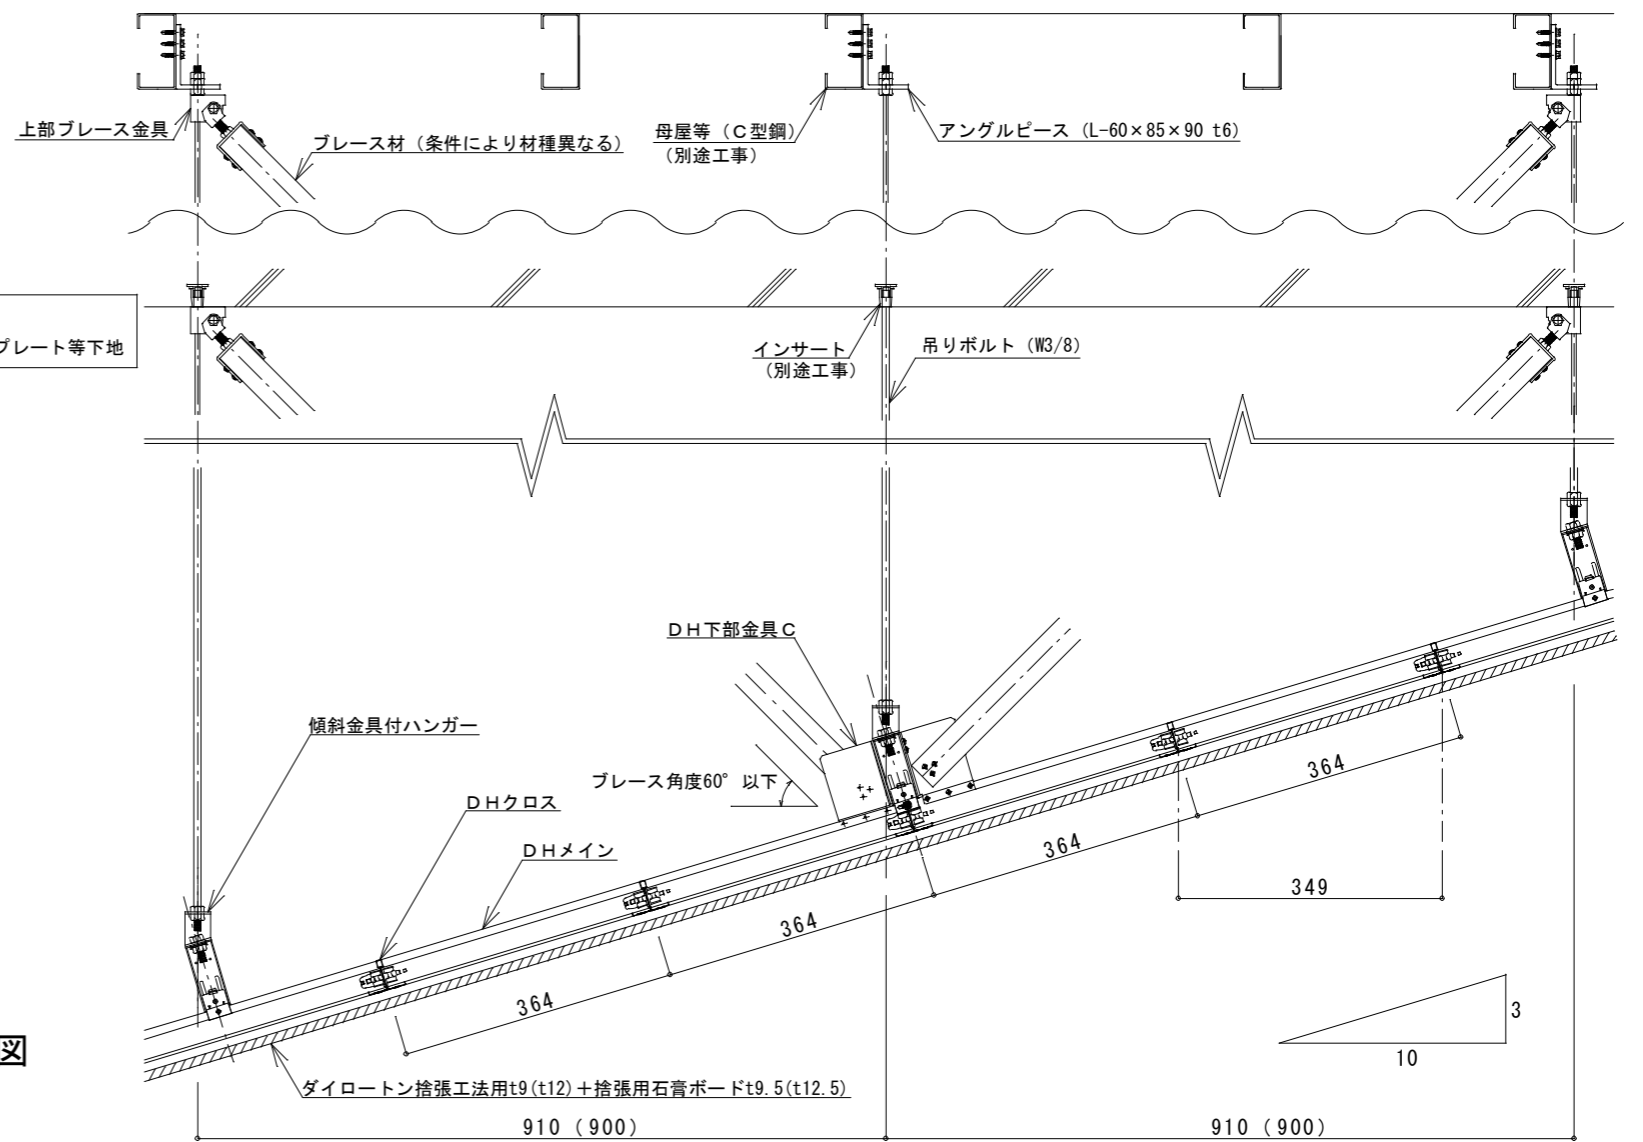 上部ブレース金具
ブレース材（条件により材種異なる）
母屋等（Ｃ型鋼）
（別途工事）
アングルピース（L-60×85×90 t6）
プレート等下地
インサート
（別途工事）
吊りボルト（W3/8）
ＤＨ下部金具Ｃ
傾斜金具付ハンガー
ブレース角度60°以下
ＤＨクロス
ＤＨメイン
364
364
349
364
364
3
10
図
ダイロートン捨張工法用t9(t12)＋捨張用石膏ボードt9.5(t12.5)
910（900）
910（900）